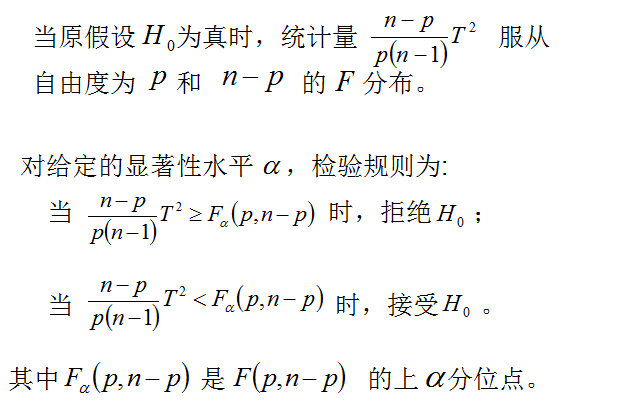 当原假设 $H_0$ 为真时，统计量 $\frac{n-p}{p(n-1)}T^2$ 服从
自由度为 $p$ 和 $n-p$ 的 $F$ 分布。
对给定的显著性水平 $\alpha$，检验规则为:
当 $\frac{n-p}{p(n-1)}T^2 \geq F_\alpha(p,n-p)$ 时，拒绝 $H_0$；
当 $\frac{n-p}{p(n-1)}T^2 < F_\alpha(p,n-p)$ 时，接受 $H_0$。
其中 $F_\alpha(p,n-p)$ 是 $F(p,n-p)$ 的上 $\alpha$ 分位点。